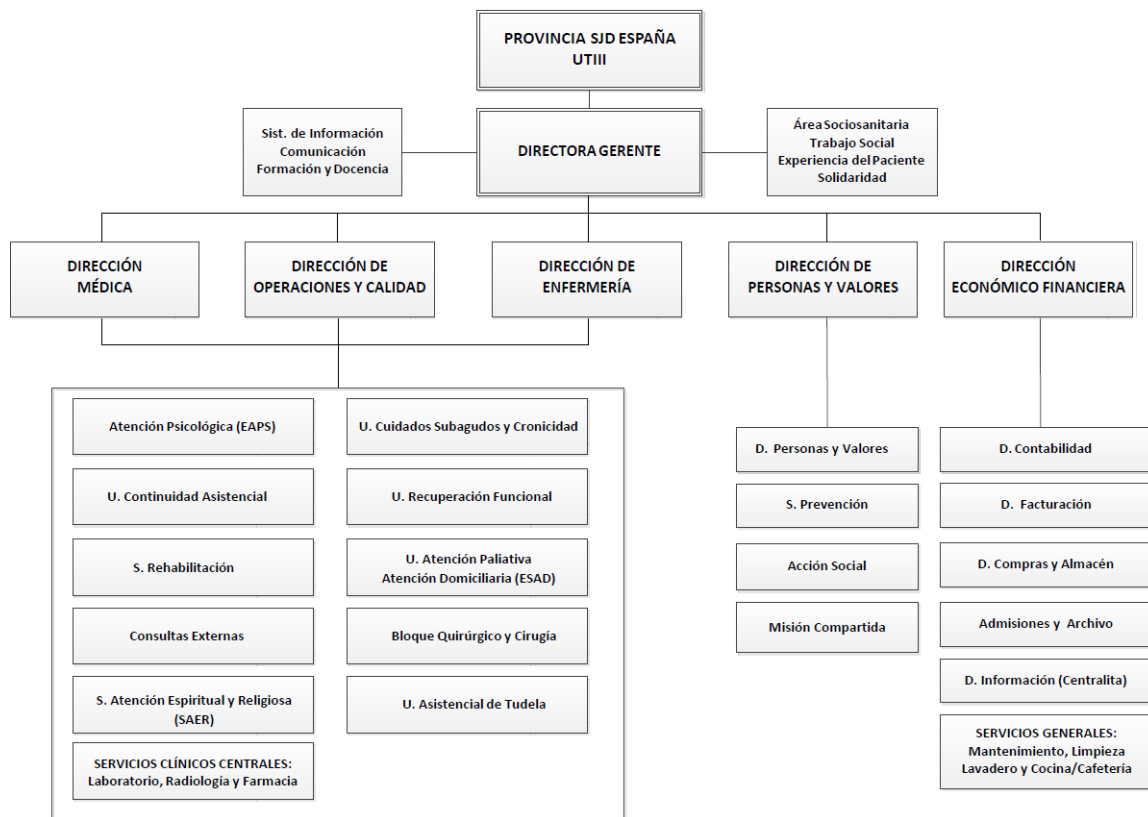 PROVINCIA SJD ESPAÑA
UTIII
Sist. de Información
Comunicación
Formación y Docencia
DIRECTORA GERENTE
Área Sociosanitaria
Trabajo Social
Experiencia del Paciente
Solidaridad
DIRECCIÓN
MÉDICA
DIRECCIÓN DE
OPERACIONES Y CALIDAD
DIRECCIÓN DE
ENFERMERÍA
DIRECCIÓN DE
PERSONAS Y VALORES
DIRECCIÓN
ECONÓMICO FINANCIERA
Atención Psicológica (EAPS)
U. Continuidad Asistencial
S. Rehabilitación
Consultas Externas
S. Atención Espiritual y Religiosa
(SAER)
SERVICIOS CLÍNICOS CENTRALES:
Laboratorio, Radiología y Farmacia
U. Cuidados Subagudos y Cronicidad
U. Recuperación Funcional
U. Atención Paliativa
Atención Domiciliaria (ESAD)
Bloque Quirúrgico y Cirugía
U. Asistencial de Tudela
D. Personas y Valores
S. Prevención
Acción Social
Misión Compartida
D. Contabilidad
D. Facturación
D. Compras y Almacén
Admisiones y Archivo
D. Información (Centralita)
SERVICIOS GENERALES:
Mantenimiento, Limpieza
Lavadero y Cocina/Cafetería